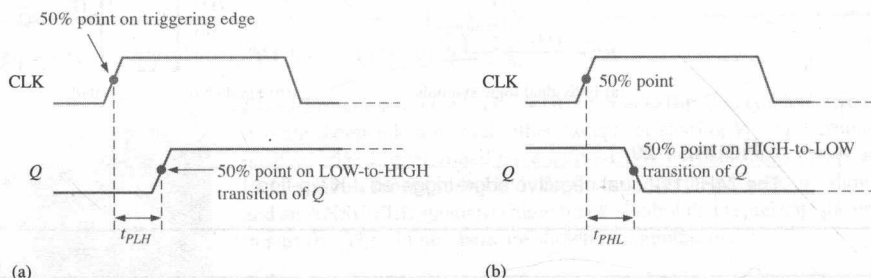 50% point on triggering edge
CLK
Q
50% point on LOW-to-HIGH
transition of Q
tPLH
(a)
CLK
50% point
Q
50% point on HIGH-to-LOW
transition of Q
tPHL
(b)